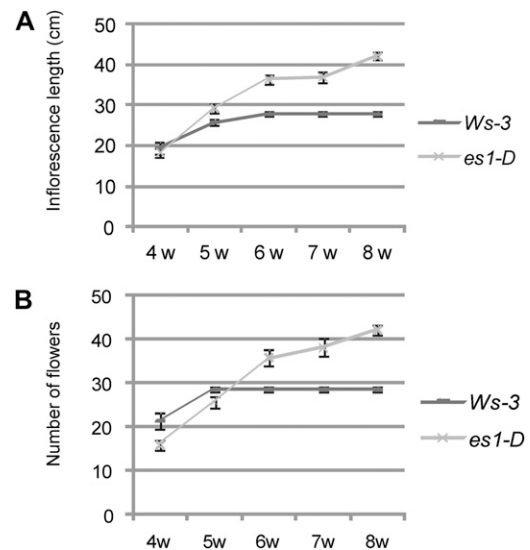 A
Inflorescence length (cm)
50
40
30
20
10
0
4 w 5 w 6 w 7 w 8 w
Ws-3
es1-D
B
Number of flowers
50
40
30
20
10
0
4w 5w 6w 7w 8w
Ws-3
es1-D